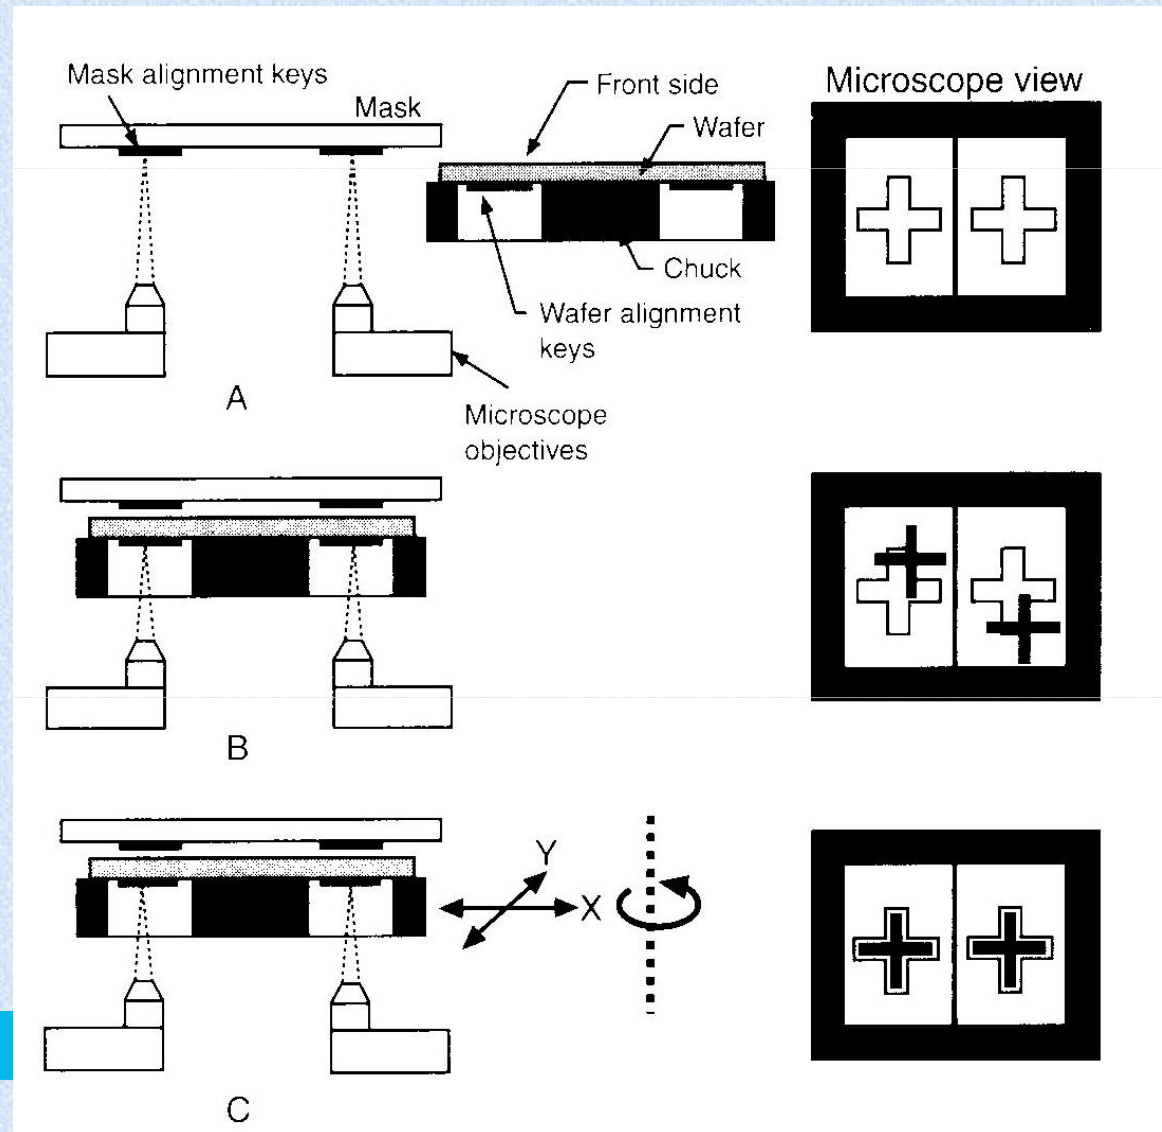 Mask alignment keys
Mask
Front side
Wafer
Microscope view
Chuck
Wafer alignment
keys
A
Microscope
objectives
B
Y
X
C